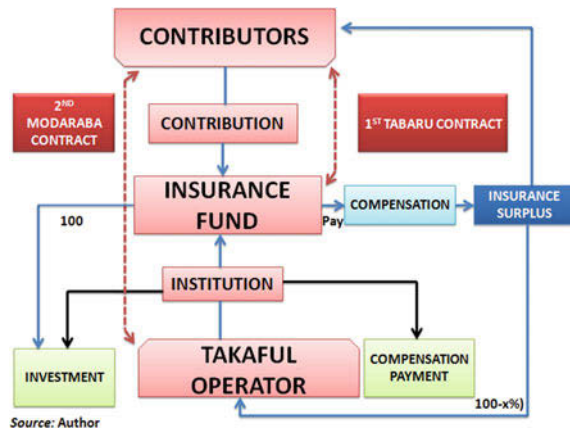 CONTRIBUTORS
2ND
MODARABA
CONTRACT
CONTRIBUTION
1ST TABARU CONTRACT
INSURANCE
FUND
100
Pay
COMPENSATION
INSURANCE
SURPLUS
INSTITUTION
INVESTMENT
TAKAFUL
OPERATOR
COMPENSATION
PAYMENT
100-x%)
Source: Author